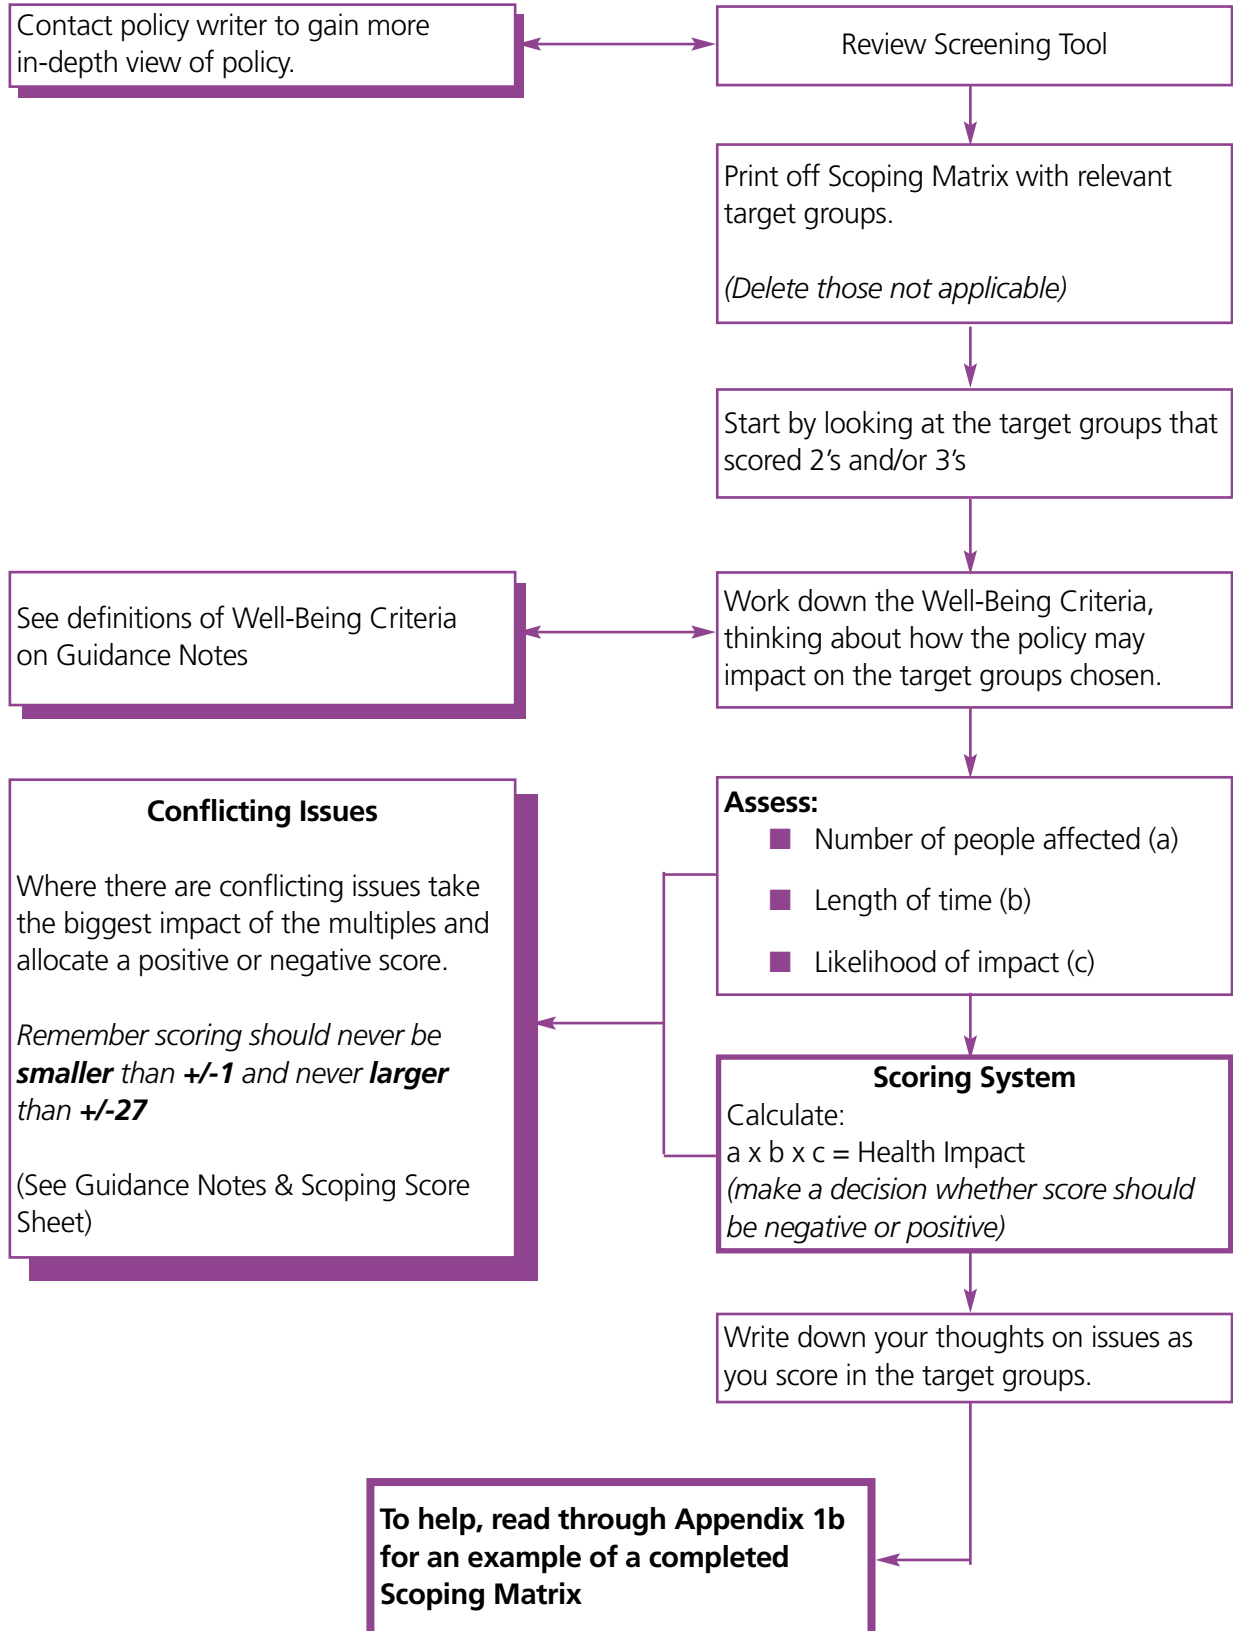 Contact policy writer to gain more
in-depth view of policy.
Review Screening Tool
Print off Scoping Matrix with relevant
target groups.
(Delete those not applicable)
Start by looking at the target groups that
scored 2’s and/or 3’s
See definitions of Well-Being Criteria
on Guidance Notes
Work down the Well-Being Criteria,
thinking about how the policy may
impact on the target groups chosen.
Conflicting Issues
Where there are conflicting issues take
the biggest impact of the multiples and
allocate a positive or negative score.
Remember scoring should never be
smaller than +/-1 and never larger
than +/-27
(See Guidance Notes & Scoping Score
Sheet)
Assess:
Number of people affected (a)
Length of time (b)
Likelihood of impact (c)
Scoring System
Calculate:
a x b x c = Health Impact
(make a decision whether score should
be negative or positive)
Write down your thoughts on issues as
you score in the target groups.
To help, read through Appendix 1b
for an example of a completed
Scoping Matrix